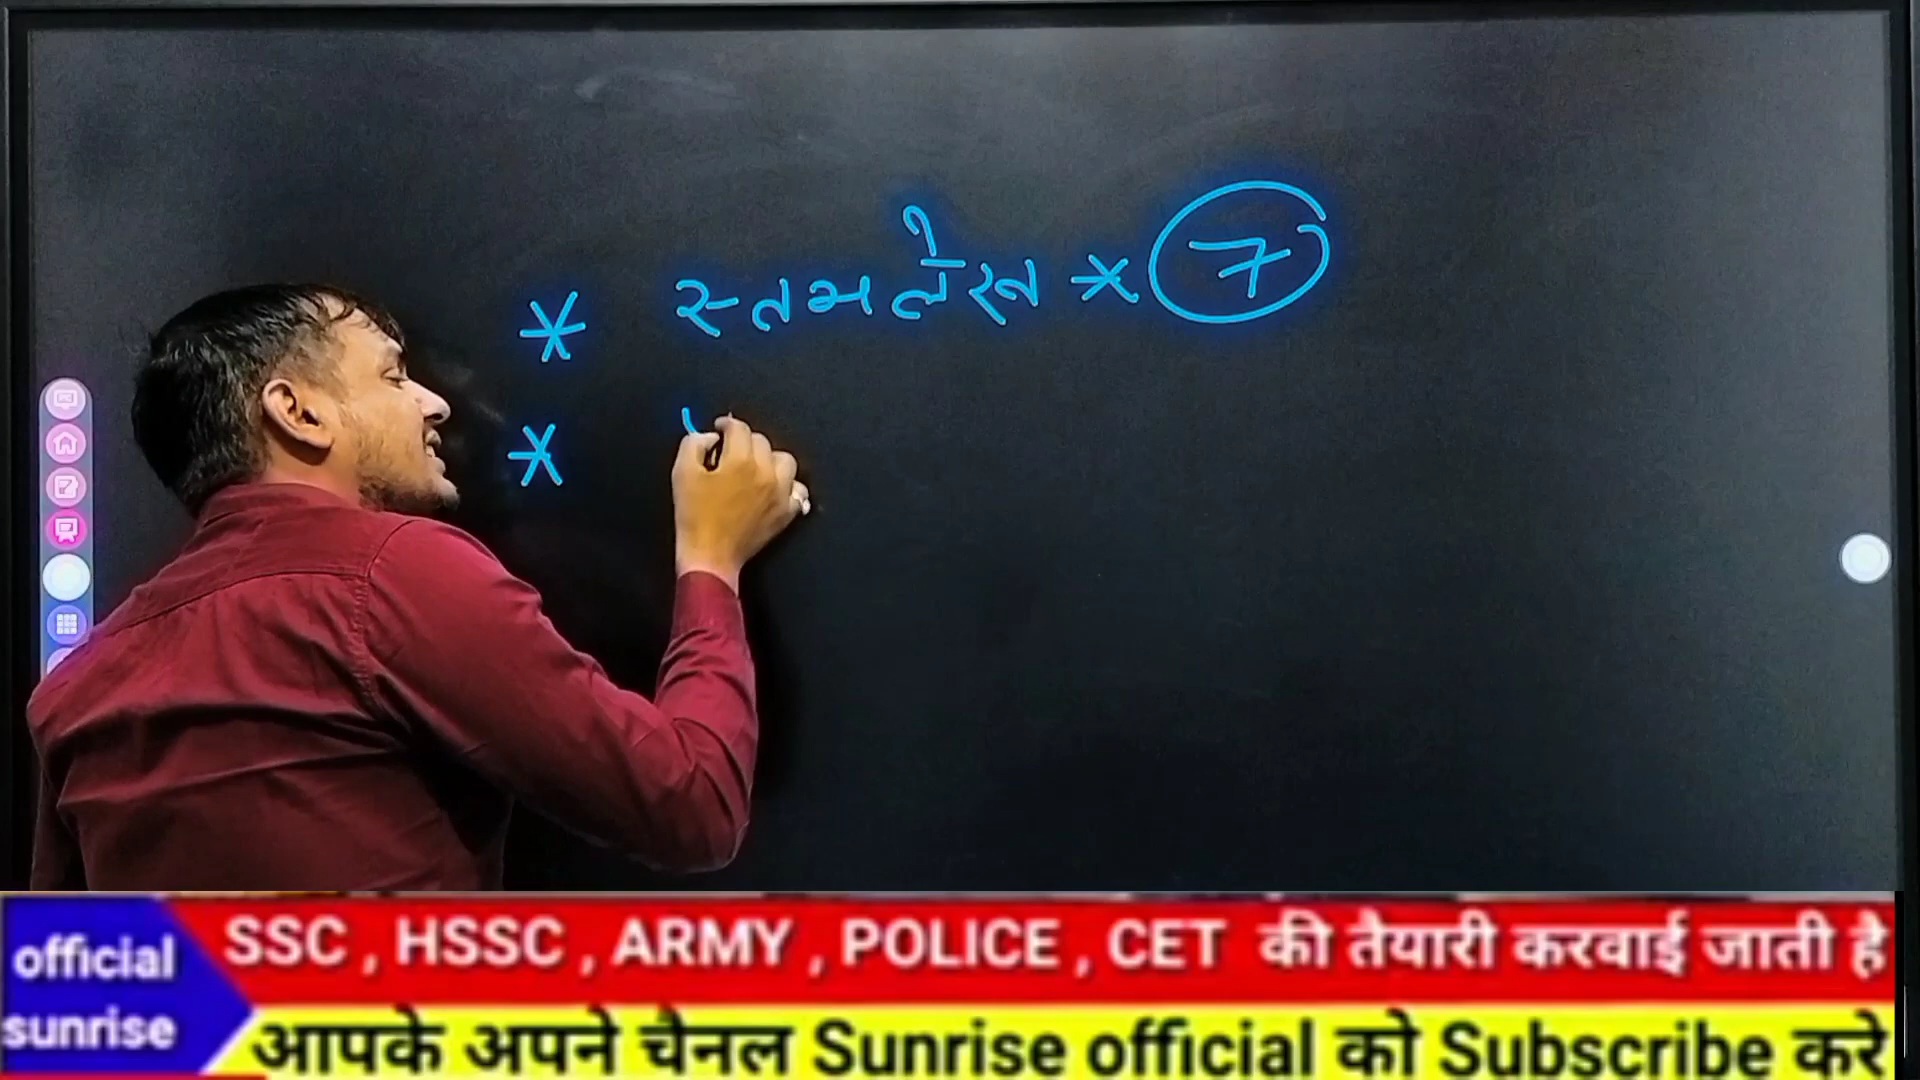 * स्तम्भलेख * 7
*
official
sunrise
SSC , HSSC , ARMY , POLICE , CET की तैयारी करवाई जाती है
आपके अपने चैनल Sunrise official को Subscribe करे